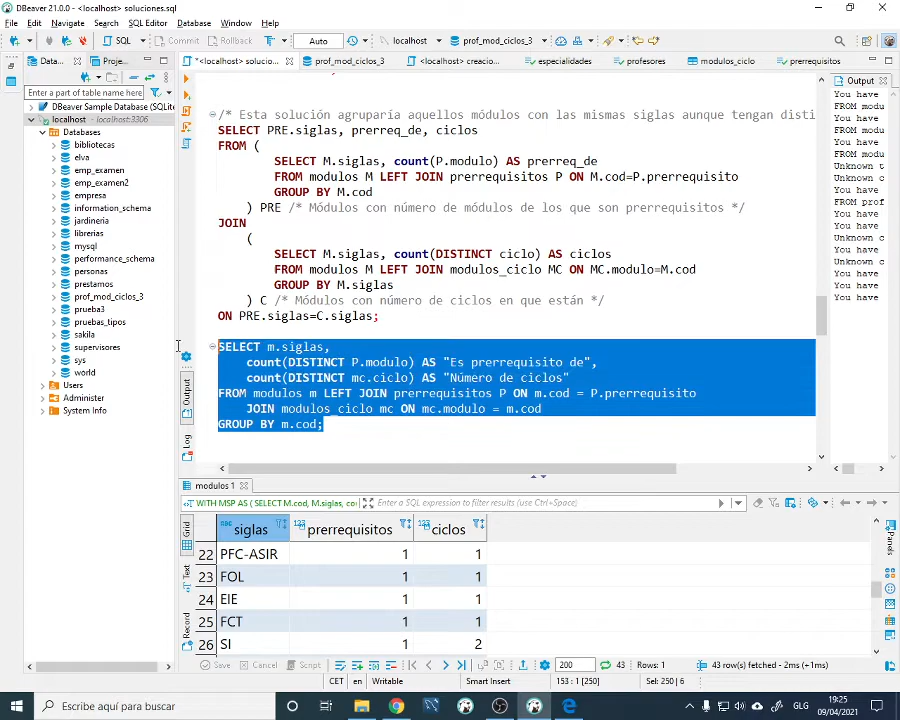 DBeaver 21.0.0 - <localhost> soluciones.sql
File Edit Navigate Search SQL Editor Database Window Help
SQL Commit Rollback T Auto localhost prof_mod_ciclos_3
Data... Proje...
*<localhost> solucio... prof_mod_ciclos_3 <localhost> creacio... especialidades profesores modulos_ciclo prerrequisitos Output
Enter a part of table name here
DBeaver Sample Database (SQLite
localhost localhost:3306
Databases
bibliotecas
elva
emp_examen
emp_examen2
empresa
information_schema
jardineria
librerias
mysql
performance_schema
personas
prestamos
prof_mod_ciclos_3
prueba3
pruebas_tipos
sakila
supervisores
sys
world
Users
Administer
System Info
Output
Log
/* Esta solución agruparía aquellos módulos con las mismas siglas aunque tengan disti
SELECT PRE.siglas, prerreq_de, ciclos
FROM (
SELECT M.siglas, count(P.modulo) AS prerreq_de
FROM modulos M LEFT JOIN prerrequisitos P ON M.cod=P.prerrequisito
GROUP BY M.cod
) PRE /* Módulos con número de módulos de los que son prerrequisitos */
JOIN
(
SELECT M.siglas, count(DISTINCT ciclo) AS ciclos
FROM modulos M LEFT JOIN modulos_ciclo MC ON MC.modulo=M.cod
GROUP BY M.siglas
) C /* Módulos con número de ciclos en que están */
ON PRE.siglas=C.siglas;
SELECT m.siglas,
count(DISTINCT P.modulo) AS "Es prerrequisito de",
count(DISTINCT mc.ciclo) AS "Número de ciclos"
FROM modulos m LEFT JOIN prerrequisitos P ON m.cod = P.prerrequisito
JOIN modulos_ciclo mc ON mc.modulo = m.cod
GROUP BY m.cod;
You have
FROM modu
You have
FROM modu
You have
FROM modu
Unknown t
Unknown c
You have
FROM prof
You have
You have
Unknown c
You have
Unknown c
You have
You have
You have
modulos 1
WITH MSP AS ( SELECT M.cod, M.siglas, co Enter a SQL expression to filter results (use Ctrl+Space)
Grid
Text
Record
Panels
siglas prerrequisitos ciclos
22 PFC-ASIR 1 1
23 FOL 1 1
24 EIE 1 1
25 FCT 1 1
26 SI 1 2
Save Cancel Script 200 43 Rows: 1 43 row(s) fetched - 2ms (+1ms)
CET en Writable Smart Insert 153 : 1 [250] Sel: 250 | 6
Escribe aquí para buscar
GLG 19:25
09/04/2021